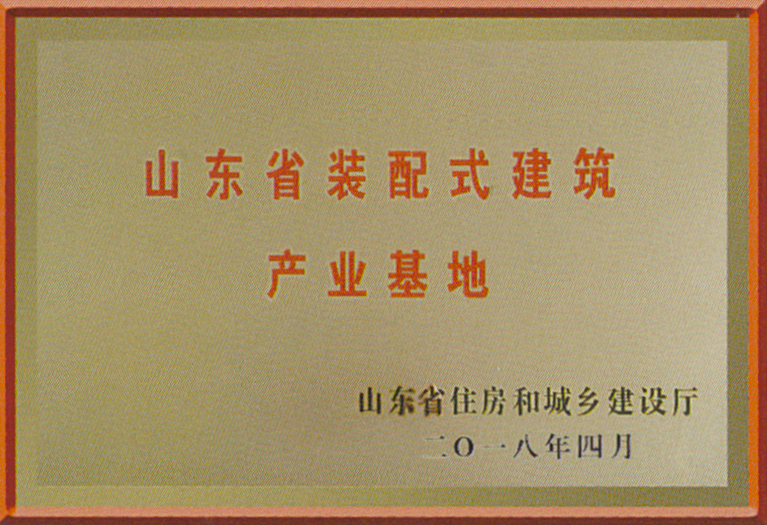 山东省装配式建筑
产业基地
山东省住房和城乡建设厅
二〇一八年四月